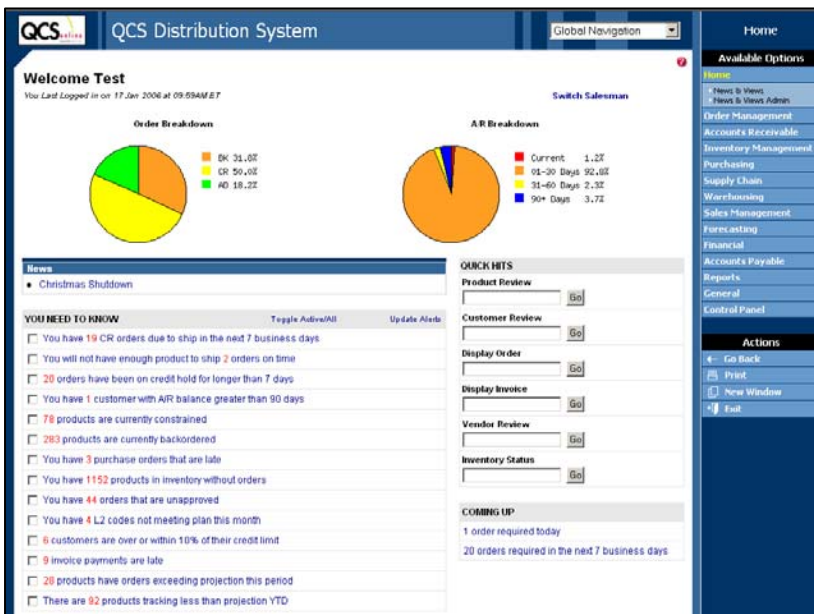 QCS online
QCS Distribution System
Global Navigation
Home
Welcome Test
You Last Logged in on 17 Jan 2006 at 09:59AM ET
Switch Salesman
Order Breakdown
BK 31.8%
CR 50.0%
AD 18.2%
A/R Breakdown
Current 1.2%
01-30 Days 92.8%
31-60 Days 2.3%
90+ Days 3.7%
News
• Christmas Shutdown
YOU NEED TO KNOW Toggle Active/All Update Alerts
You have 19 CR orders due to ship in the next 7 business days
You will not have enough product to ship 2 orders on time
20 orders have been on credit hold for longer than 7 days
You have 1 customer with A/R balance greater than 90 days
78 products are currently constrained
283 products are currently backordered
You have 3 purchase orders that are late
You have 1152 products in inventory without orders
You have 44 orders that are unapproved
You have 4 L2 codes not meeting plan this month
6 customers are over or within 10% of their credit limit
9 invoice payments are late
28 products have orders exceeding projection this period
There are 92 products tracking less than projection YTD
QUICK HITS
Product Review
Go
Customer Review
Go
Display Order
Go
Display Invoice
Go
Vendor Review
Go
Inventory Status
Go
COMING UP
1 order required today
20 orders required in the next 7 business days
Available Options
Home
News & Views
News & Views Admin
Order Management
Accounts Receivable
Inventory Management
Purchasing
Supply Chain
Warehousing
Sales Management
Forecasting
Financial
Accounts Payable
Reports
General
Control Panel
Actions
Go Back
Print
New Window
Exit